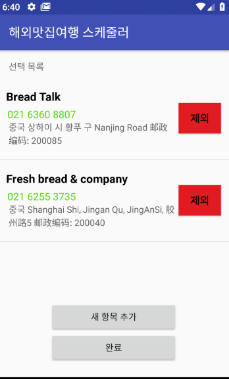 6:40
해외맛집여행 스케줄러
선택 목록
Bread Talk
021 6360 8807
중국 상하이 시 황푸 구 Nanjing Road 邮政
编码: 200085
제외
Fresh bread & company
021 6255 3735
중국 Shanghai Shi, Jingan Qu, JingAnSi, 胶
州路5 邮政编码: 200040
제외
새 항목 추가
완료